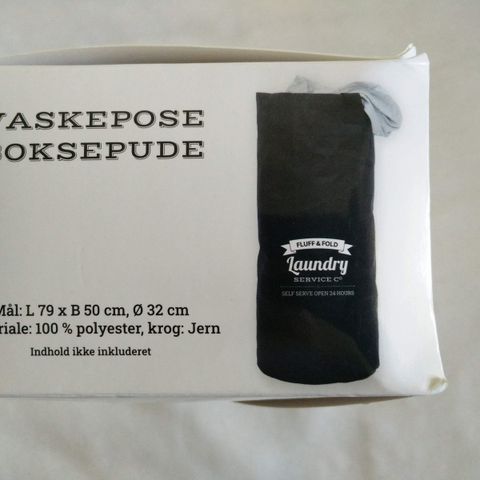 VASKEPOSE
BOKSEPUDE
Mål: L 79 x B 50 cm, Ø 32 cm
riale: 100 % polyester, krog: Jern
Indhold ikke inkluderet
FLUFF & FOLD
Laundry
SERVICE Cº
SELF SERVE OPEN 24 HOURS